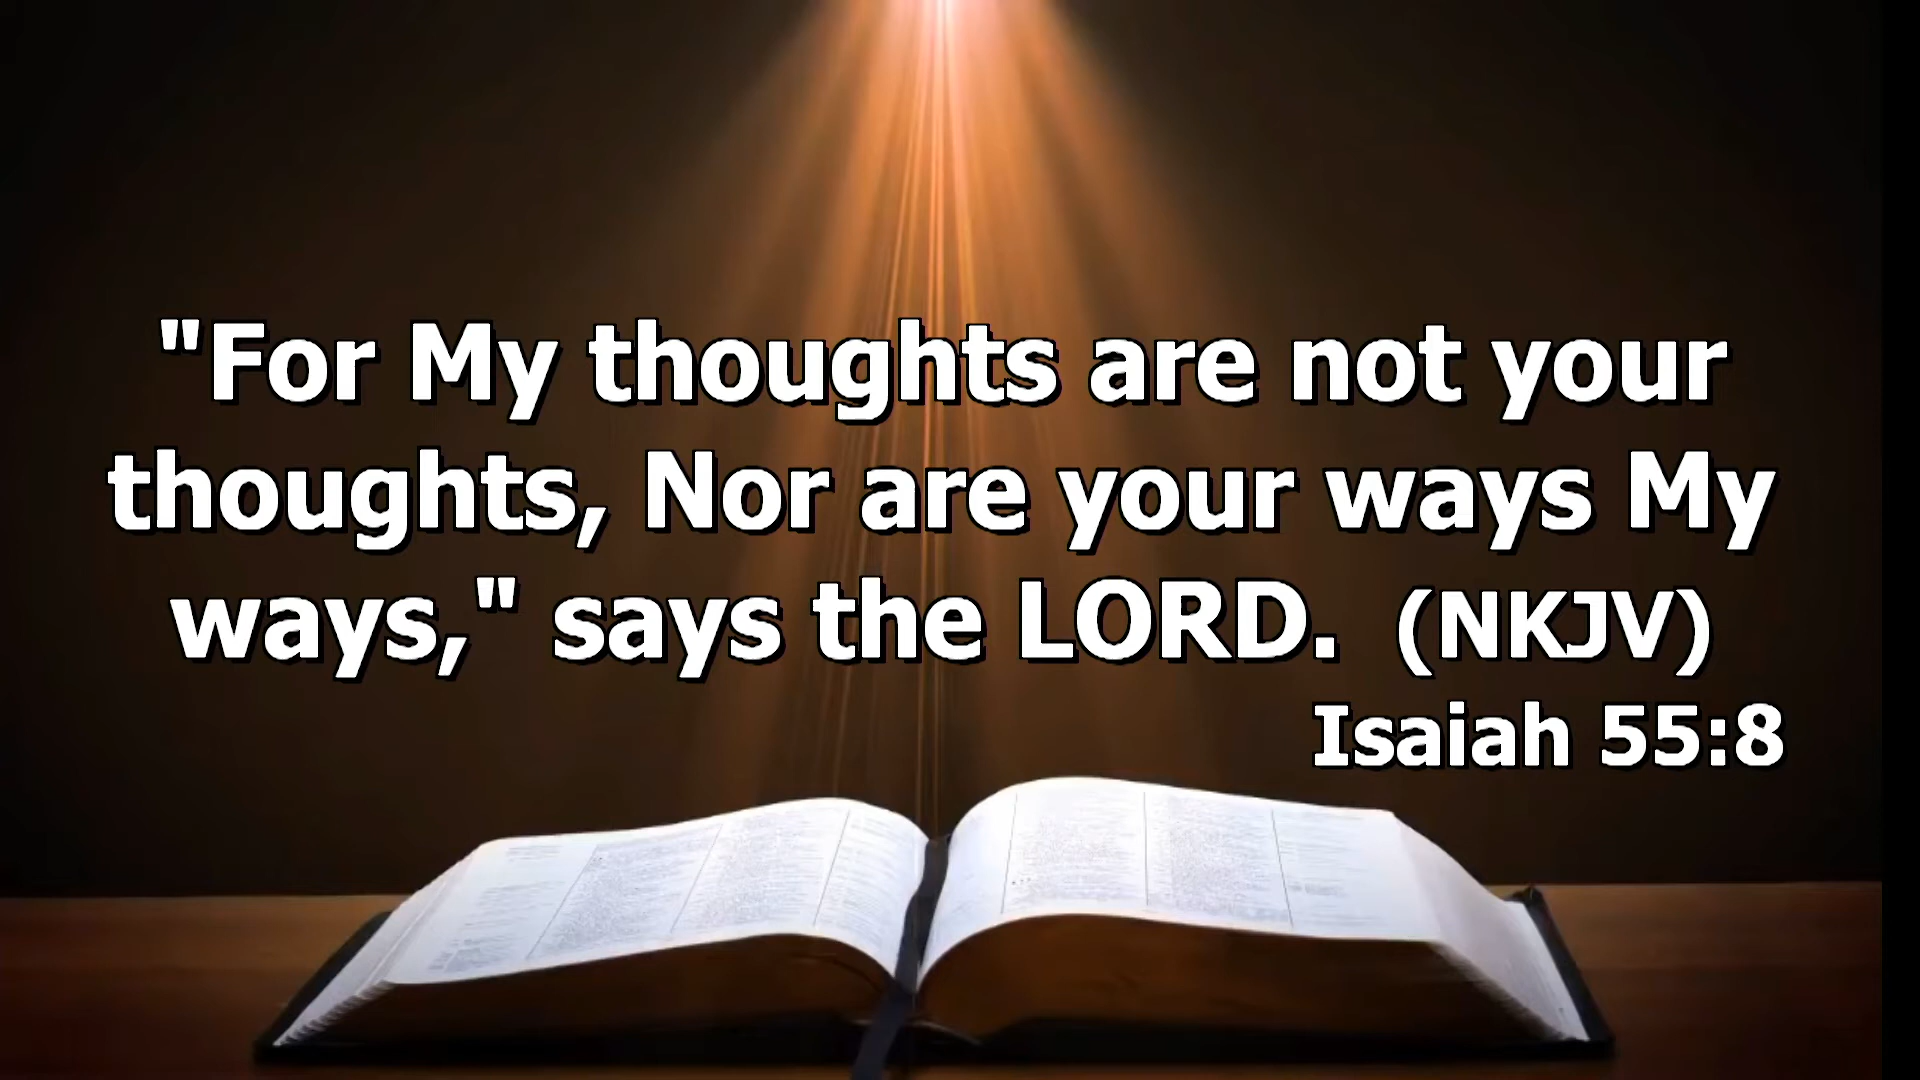 "For My thoughts are not your
thoughts, Nor are your ways My
ways," says the LORD. (NKJV)
Isaiah 55:8